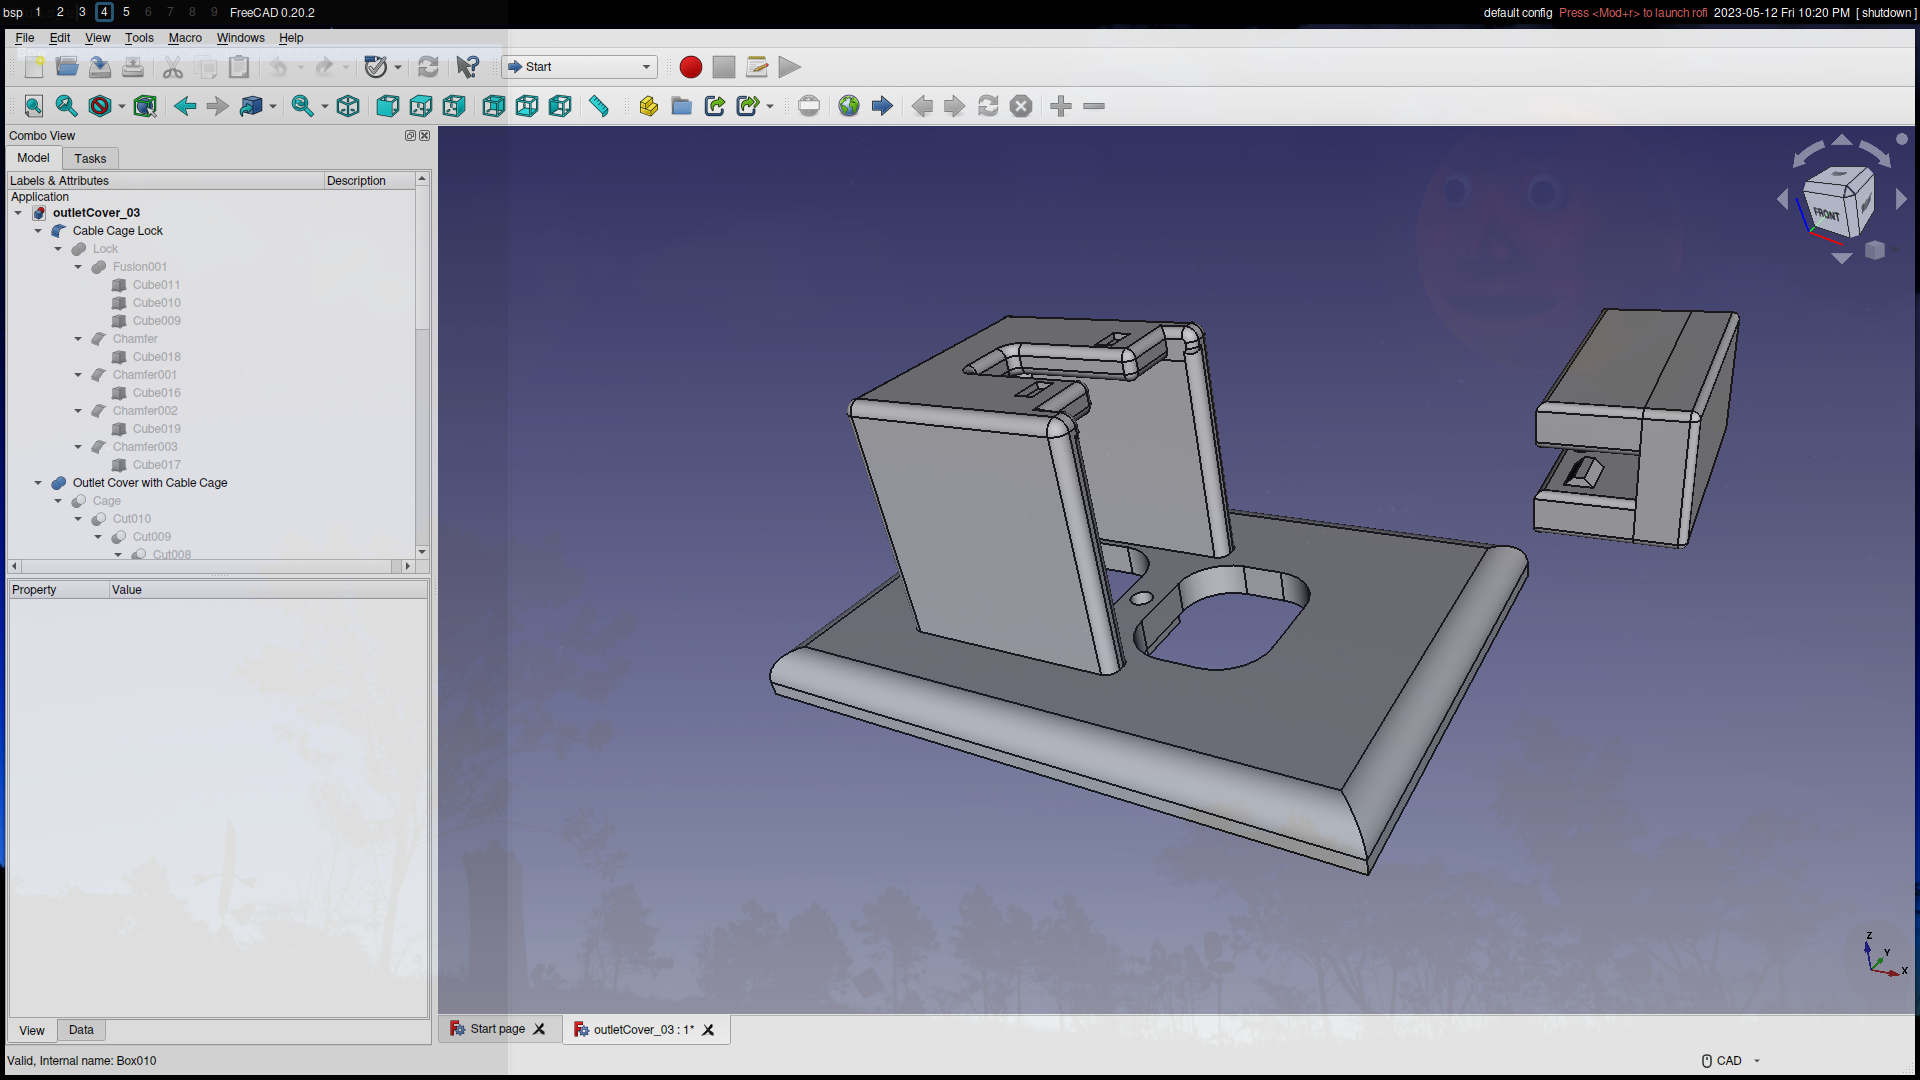 bsp 1 2 3 4 5 6 7 8 9 FreeCAD 0.20.2 default config Press <Mod+r> to launch rofi 2023-05-12 Fri 10:20 PM [ shutdown ]
File Edit View Tools Macro Windows Help
Start
Combo View
Model Tasks
Labels & Attributes Description
Application
outletCover_03
Cable Cage Lock
Lock
Fusion001
Cube011
Cube010
Cube009
Chamfer
Cube018
Chamfer001
Cube016
Chamfer002
Cube019
Chamfer003
Cube017
Outlet Cover with Cable Cage
Cage
Cut010
Cut009
Cut008
Property Value
FRONT
Z
Y
X
View Data
Start page
outletCover_03 : 1*
Valid, Internal name: Box010
CAD